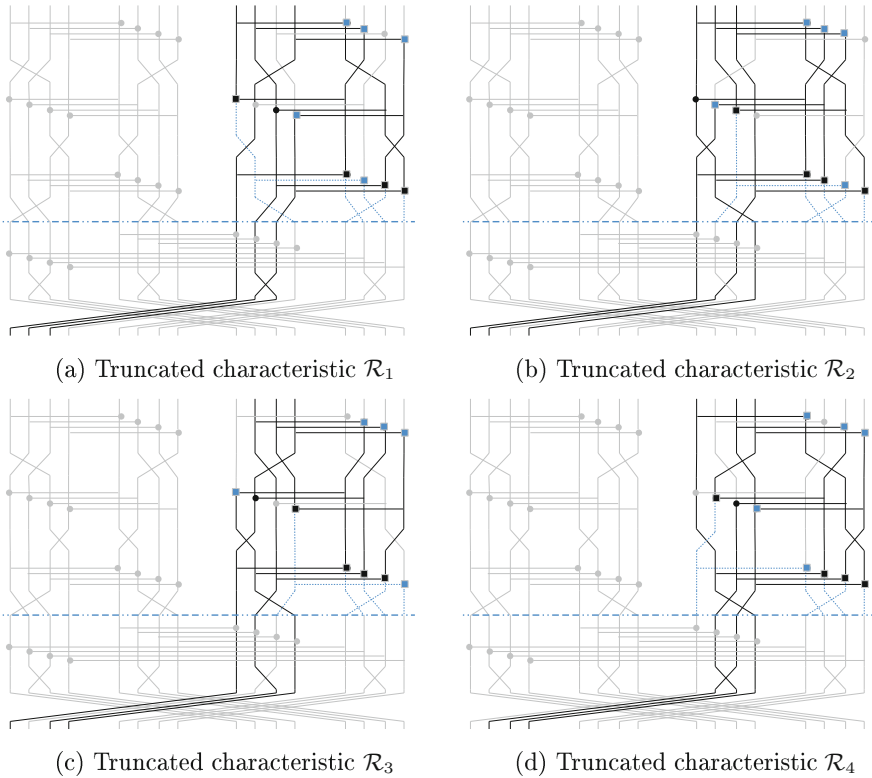 (a) Truncated characteristic R₁
(b) Truncated characteristic R₂
(c) Truncated characteristic R₃
(d) Truncated characteristic R₄